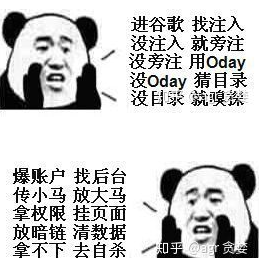 进谷歌 找注入
没注入 就旁注
没旁注 用Oday
没Oday 猜目录
没目录 就嗅探
爆账户 找后台
传小马 放大马
拿权限 挂页面
放暗链 清数据
拿不下 去自杀
知乎 @agr 贪婪